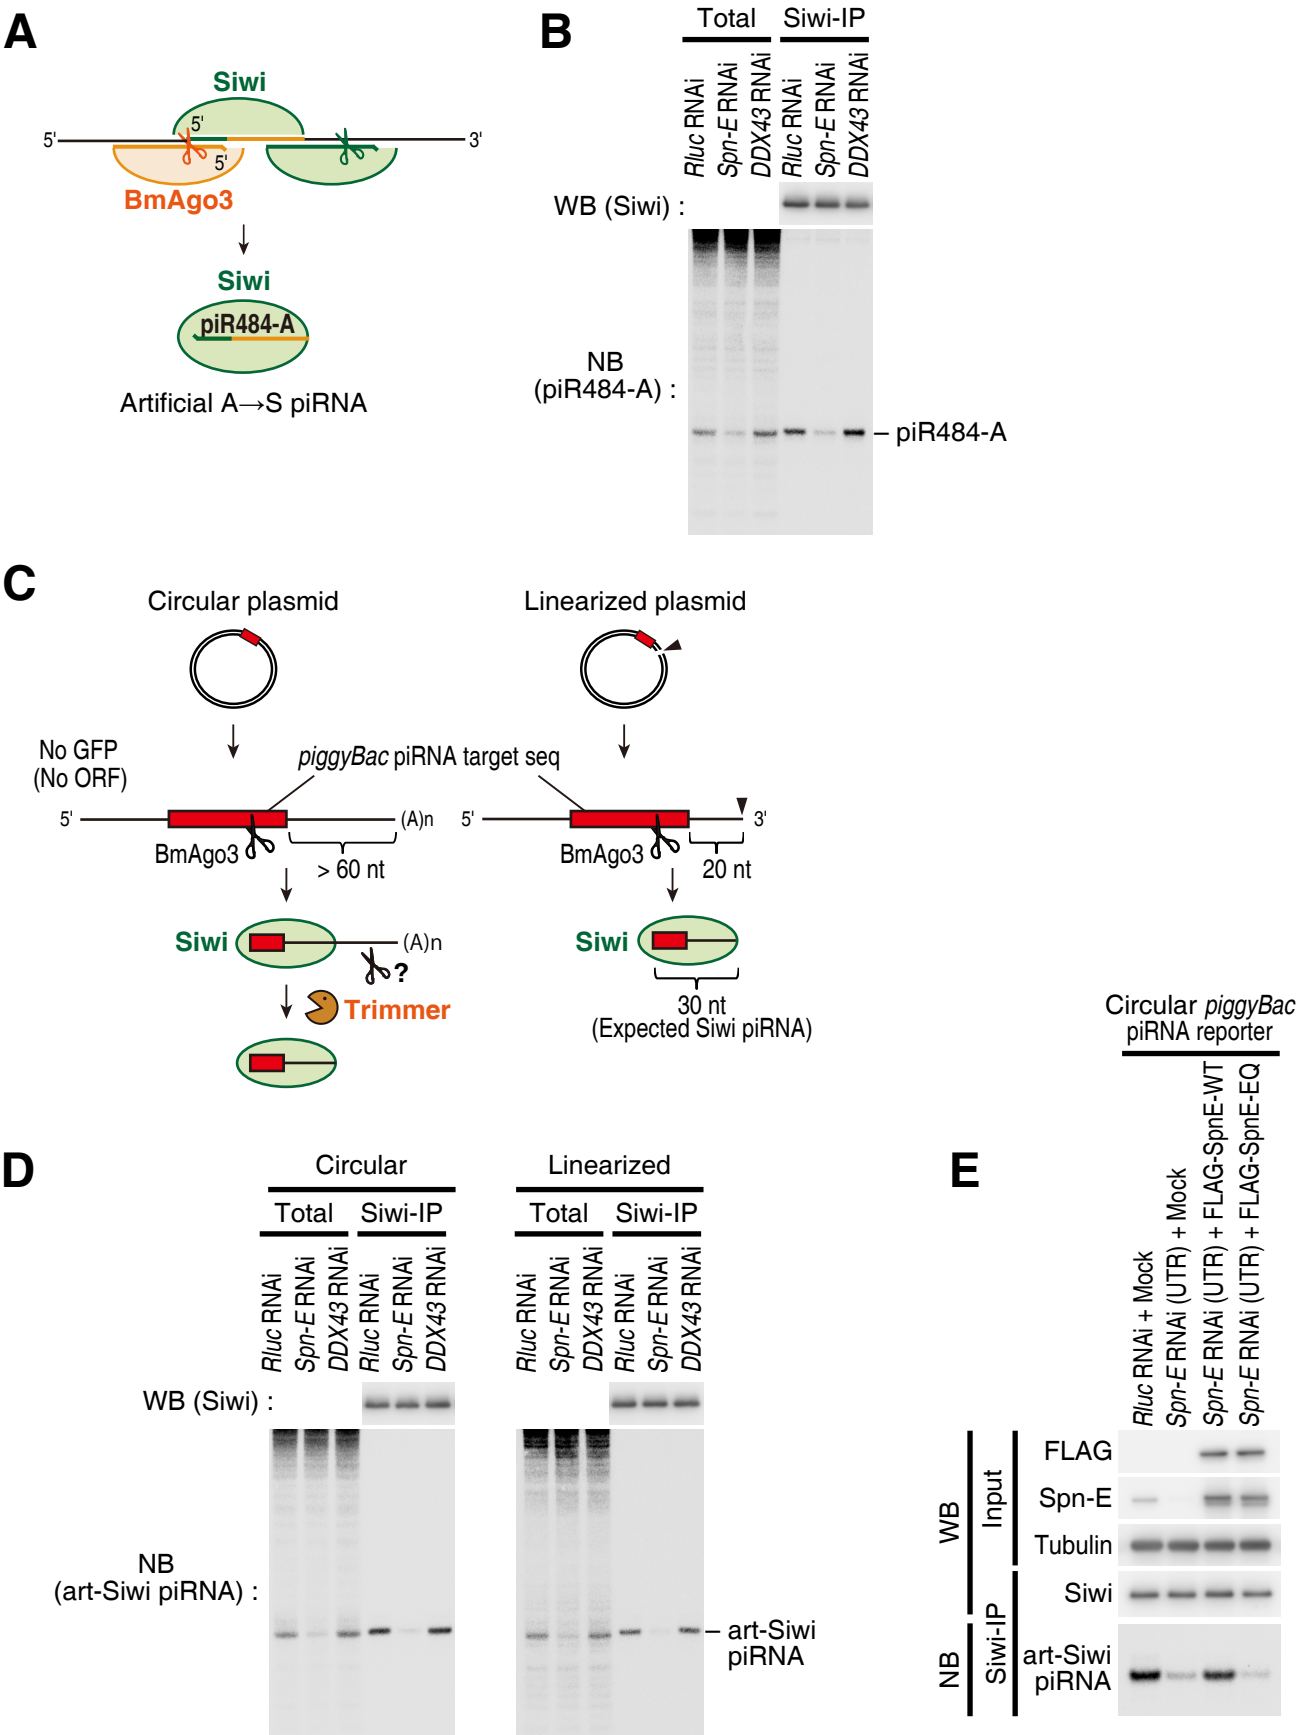 A
Siwi
5'
5'
3'
5'
BmAgo3
Siwi
piR484-A
Artificial A→S piRNA
B
Total
Siwi-IP
Rluc RNAi
Spn-E RNAi
DDX43 RNAi
Rluc RNAi
Spn-E RNAi
DDX43 RNAi
WB (Siwi) :
NB
(piR484-A) :
– piR484-A
C
Circular plasmid
Linearized plasmid
No GFP
(No ORF)
piggyBac piRNA target seq
5'
(A)n
5'
3'
BmAgo3
> 60 nt
BmAgo3
20 nt
Siwi
(A)n
?
Siwi
Trimmer
30 nt
(Expected Siwi piRNA)
D
Circular
Linearized
Total
Siwi-IP
Total
Siwi-IP
Rluc RNAi
Spn-E RNAi
DDX43 RNAi
Rluc RNAi
Spn-E RNAi
DDX43 RNAi
Rluc RNAi
Spn-E RNAi
DDX43 RNAi
Rluc RNAi
Spn-E RNAi
DDX43 RNAi
WB (Siwi) :
NB
(art-Siwi piRNA) :
– art-Siwi
piRNA
E
Circular piggyBac
piRNA reporter
Rluc RNAi + Mock
Spn-E RNAi (UTR) + Mock
Spn-E RNAi (UTR) + FLAG-SpnE-WT
Spn-E RNAi (UTR) + FLAG-SpnE-EQ
WB
Input
FLAG
Spn-E
Tubulin
Siwi-IP
Siwi
NB
art-Siwi
piRNA